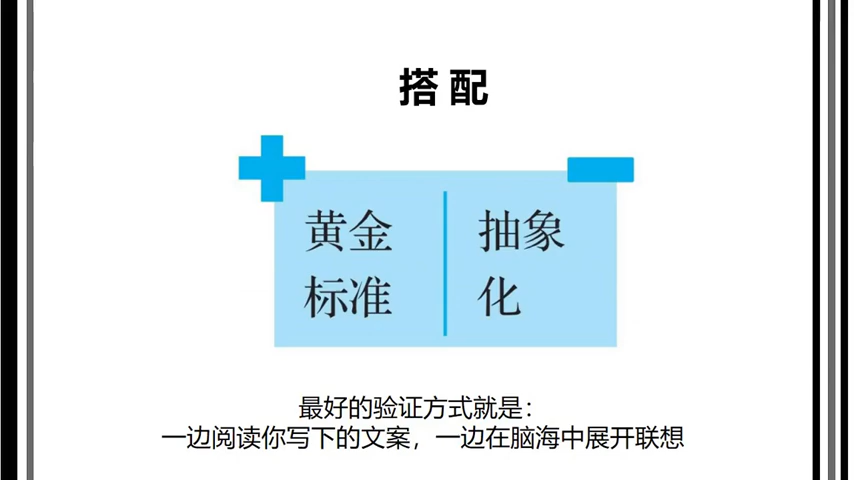 搭配
黄金 抽象
标准 化
最好的验证方式就是：
一边阅读你写下的文案，一边在脑海中展开联想